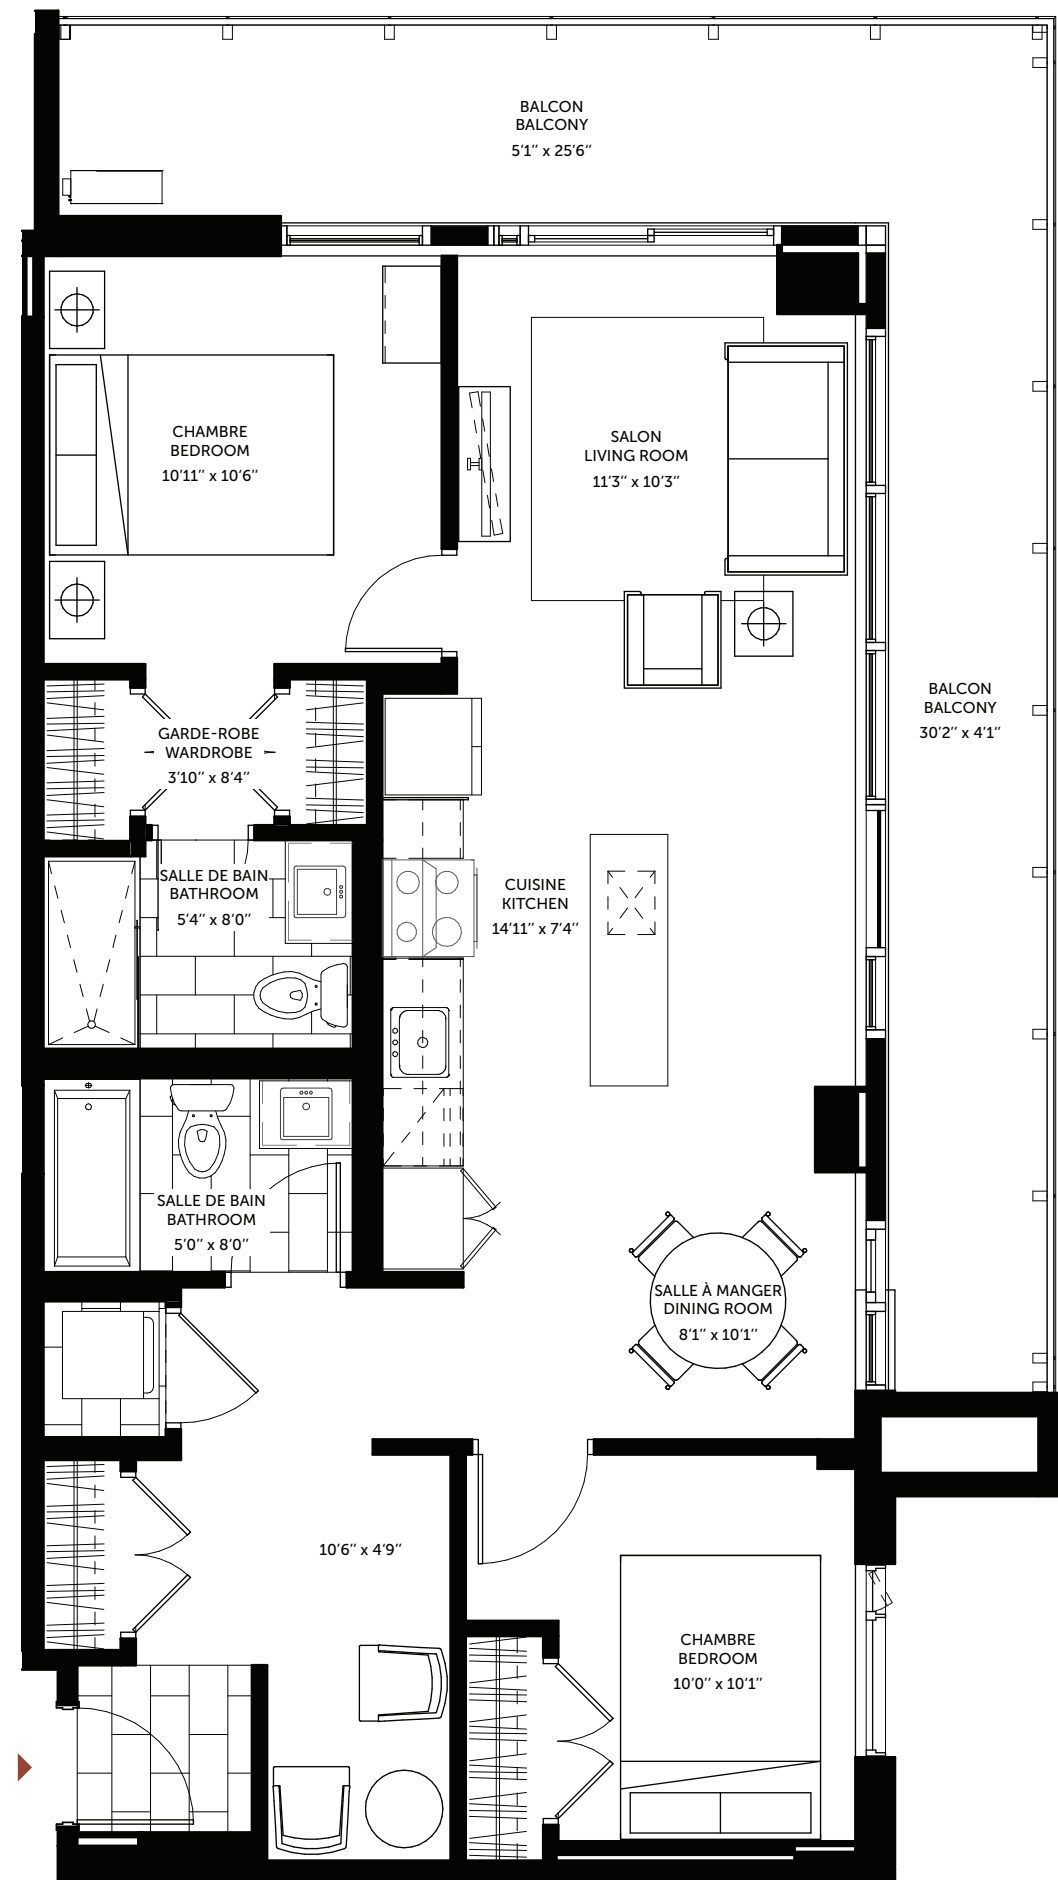 BALCON
BALCONY
5'1'' x 25'6''
CHAMBRE
BEDROOM
10'11'' x 10'6''
SALON
LIVING ROOM
11'3'' x 10'3''
BALCON
BALCONY
30'2'' x 4'1''
GARDE-ROBE
WARDROBE
3'10'' x 8'4''
SALLE DE BAIN
BATHROOM
5'4'' x 8'0''
CUISINE
KITCHEN
14'11'' x 7'4''
SALLE DE BAIN
BATHROOM
5'0'' x 8'0''
SALLE À MANGER
DINING ROOM
8'1'' x 10'1''
10'6'' x 4'9''
CHAMBRE
BEDROOM
10'0'' x 10'1''